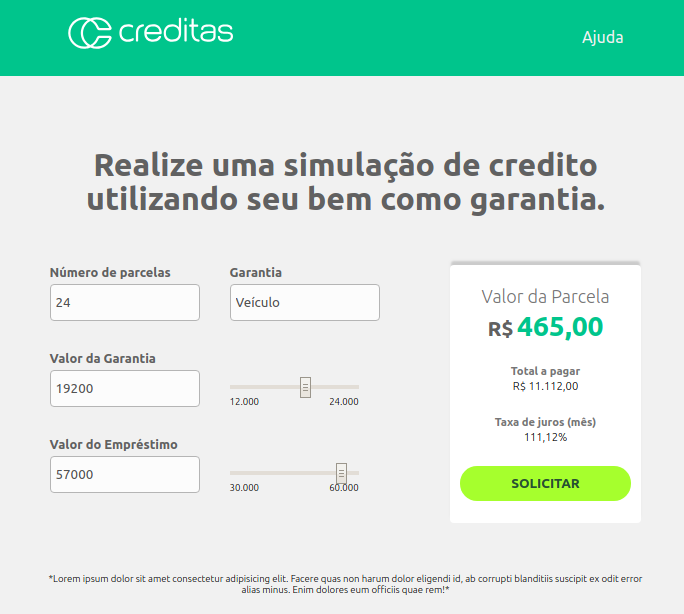 creditas
Ajuda
Realize uma simulação de credito
utilizando seu bem como garantia.
Número de parcelas
24
Garantia
Veículo
Valor da Garantia
19200
12.000
24.000
Valor do Empréstimo
57000
30.000
60.000
Valor da Parcela
R$ 465,00
Total a pagar
R$ 11.112,00
Taxa de juros (mês)
111,12%
SOLICITAR
*Lorem ipsum dolor sit amet consectetur adipisicing elit. Facere quas non harum dolor eligendi id, ab corrupti blanditiis suscipit ex odit error
alias minus. Enim dolores eum officiis quae rem!*